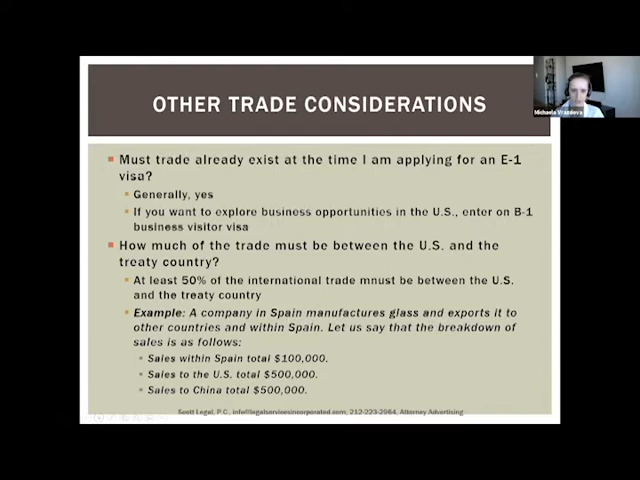 OTHER TRADE CONSIDERATIONS
Michaela Vrazdova
Must trade already exist at the time I am applying for an E-1
visa?
Generally, yes
If you want to explore business opportunities in the U.S., enter on B-1
business visitor visa
How much of the trade must be between the U.S. and the
treaty country?
At least 50% of the international trade mnust be between the U.S.
and the treaty country
Example: A company in Spain manufactures glass and exports it to
other countries and within Spain. Let us say that the breakdown of
sales is as follows:
Sales within Spain total $100,000.
Sales to the U.S. total $500,000.
Sales to China total $500,000.
Scott Legal, P.C., info@legalservicesincorporated.com, 212-223-2964, Attorney Advertising